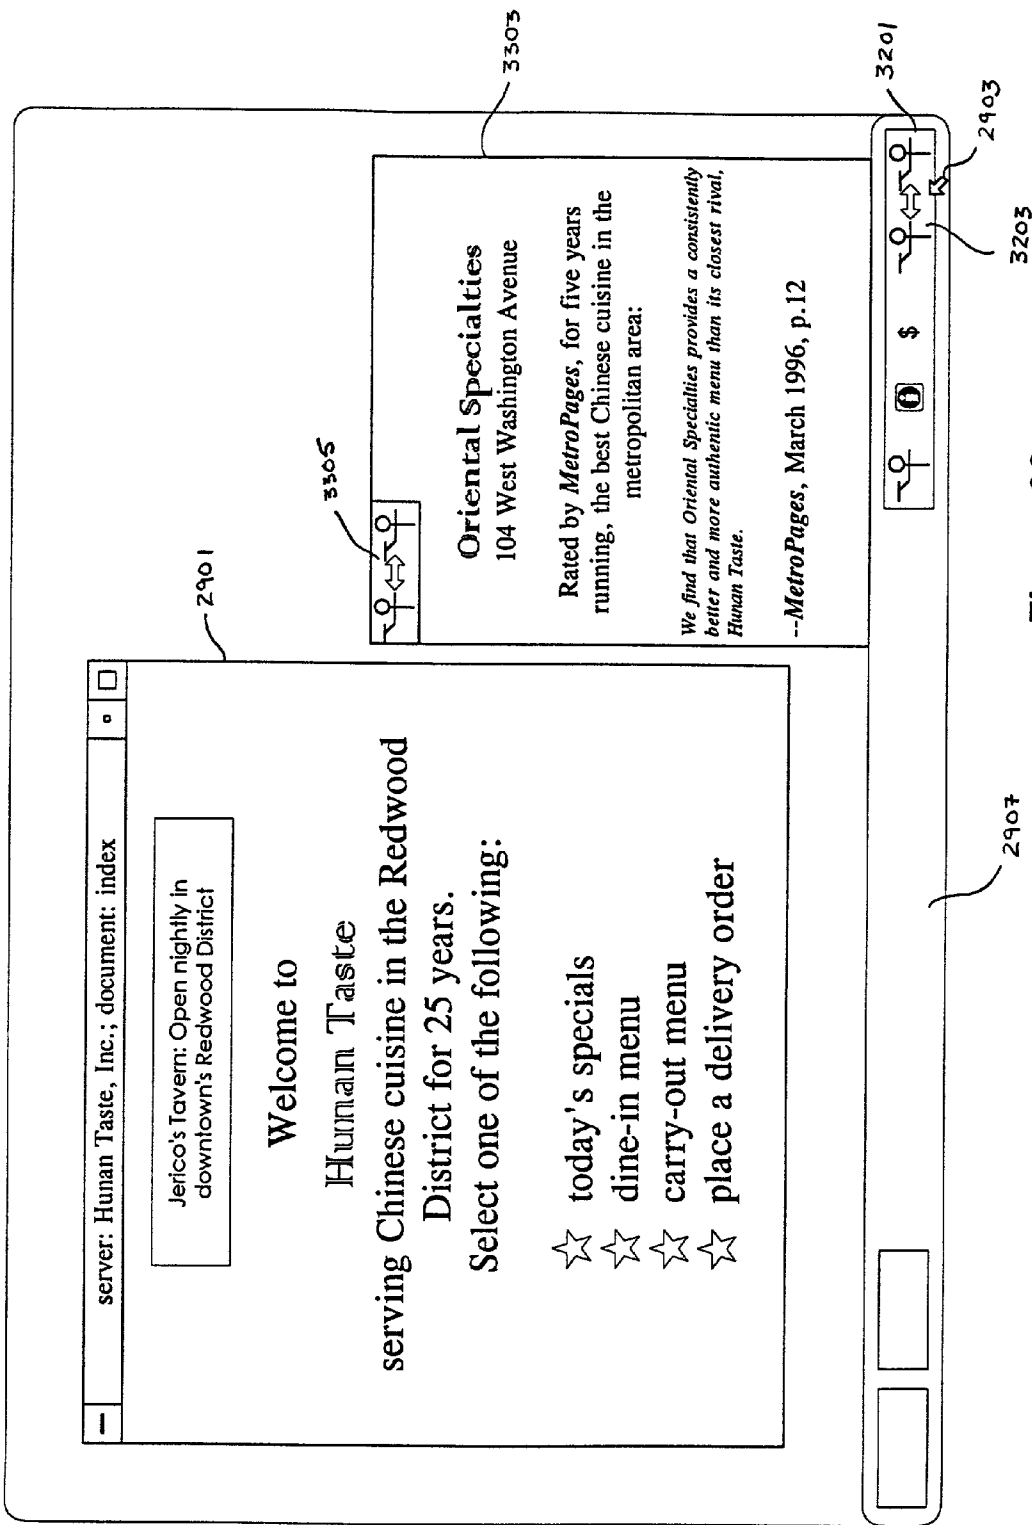 server: Hunan Taste, Inc.; document: index
Jerico's Tavern: Open nightly in
downtown's Redwood District
Welcome to
Hunan Taste
serving Chinese cuisine in the Redwood
District for 25 years.
Select one of the following:
☆ today's specials
☆ dine-in menu
☆ carry-out menu
☆ place a delivery order
2901
3305
Oriental Specialties
104 West Washington Avenue
Rated by MetroPages, for five years
running, the best Chinese cuisine in the
metropolitan area:
We find that Oriental Specialties provides a consistently
better and more authentic menu than its closest rival,
Hunan Taste.
--MetroPages, March 1996, p.12
3303
$
3201
2903
3203
2907